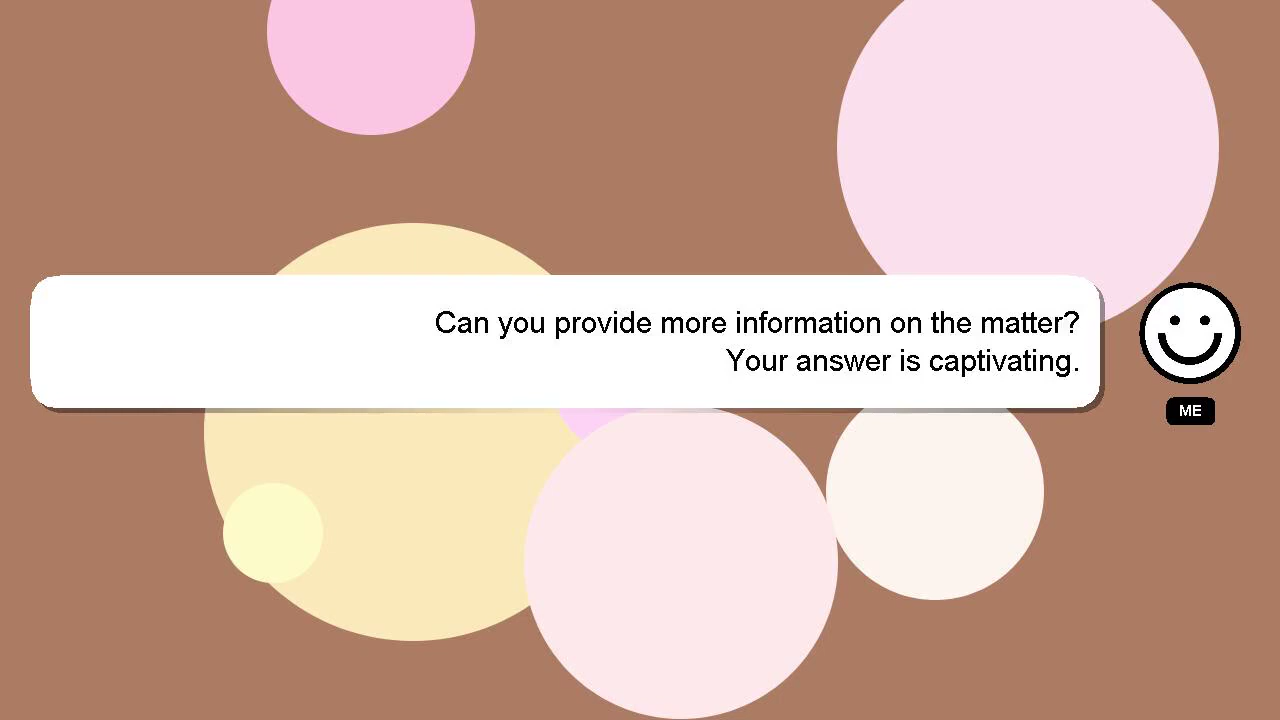 Can you provide more information on the matter?
Your answer is captivating.
ME